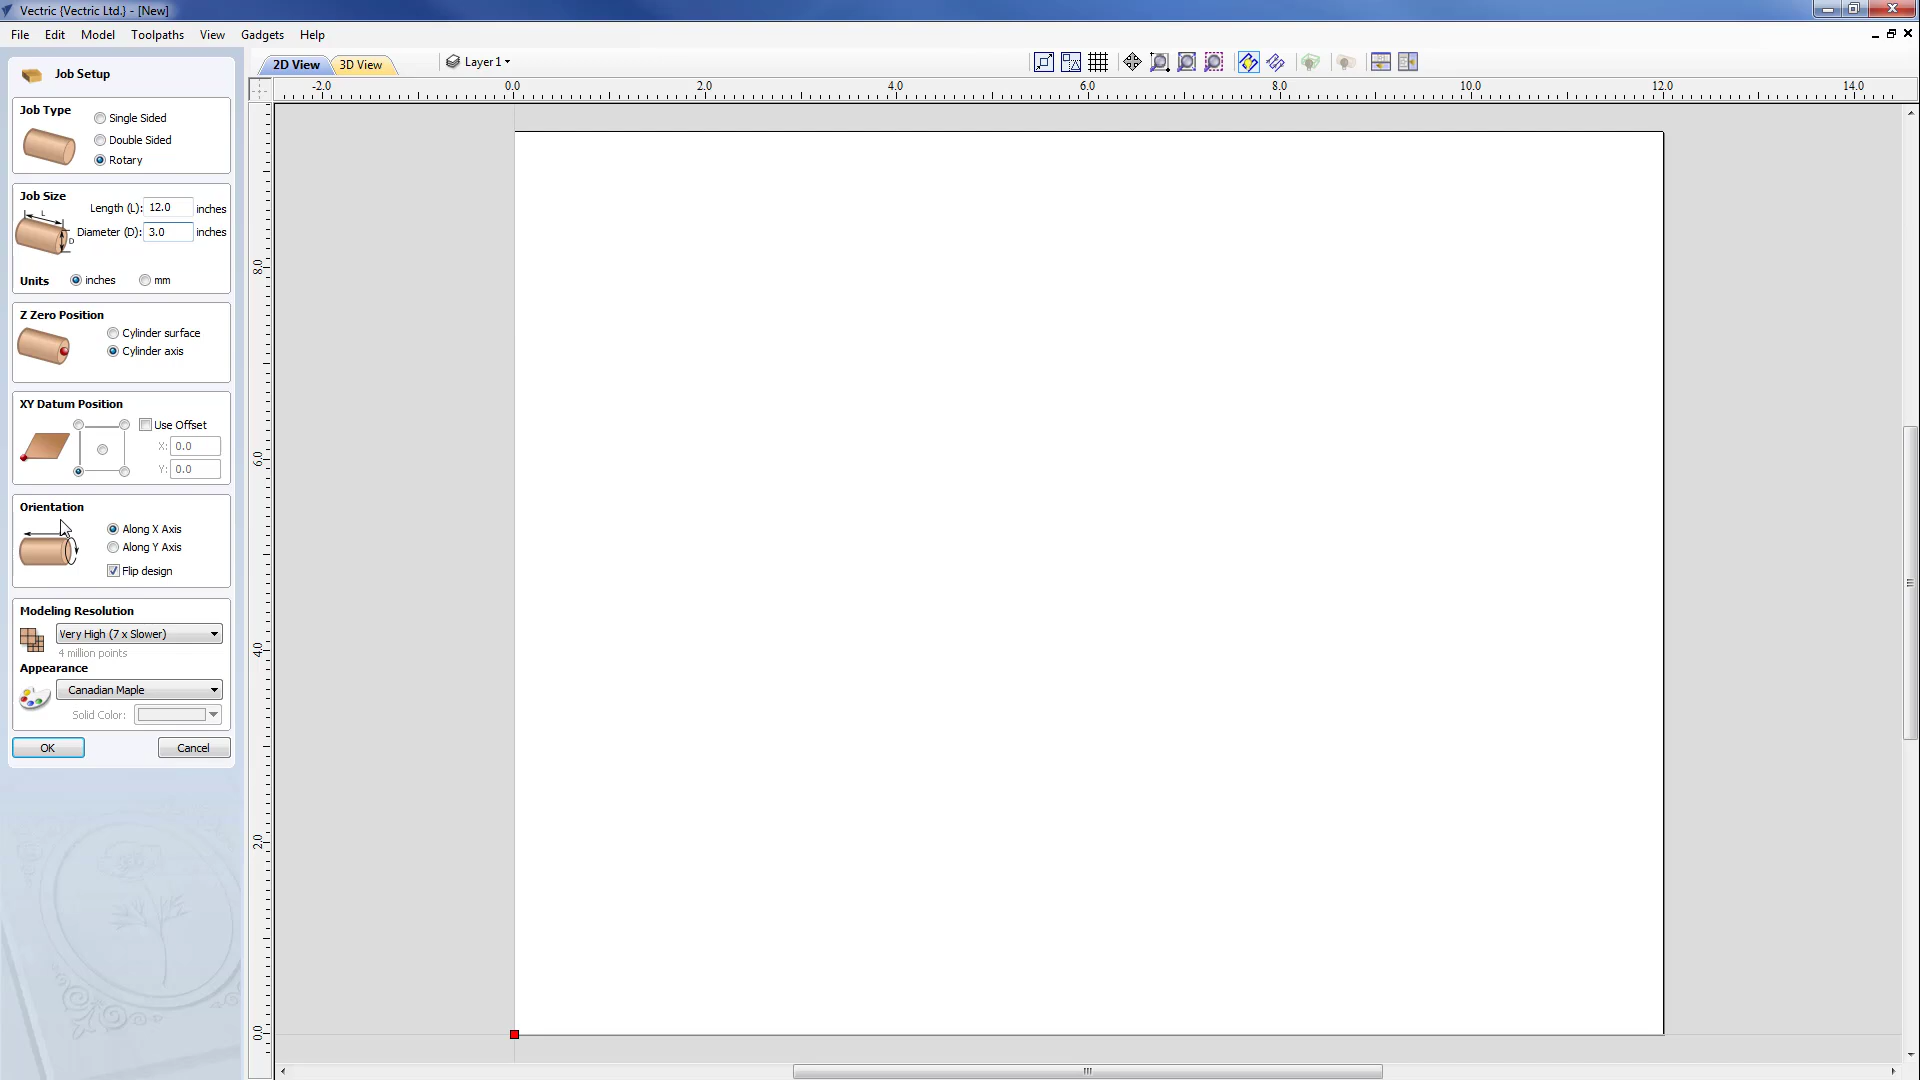 Vectric {Vectric Ltd.} - [New]
File Edit Model Toolpaths View Gadgets Help
Job Setup
2D View 3D View Layer 1
-2.0 0.0 2.0 4.0 6.0 8.0 10.0 12.0 14.0
Job Type
Single Sided
Double Sided
Rotary
Job Size
Length (L): 12.0 inches
L
Diameter (D): 3.0 inches
D
Units inches mm
Z Zero Position
Cylinder surface
Cylinder axis
XY Datum Position
Use Offset
X: 0.0
Y: 0.0
Orientation
Along X Axis
Along Y Axis
Flip design
Modeling Resolution
Very High (7 x Slower)
4 million points
Appearance
Canadian Maple
Solid Color:
OK Cancel
8.0
6.0
4.0
2.0
0.0